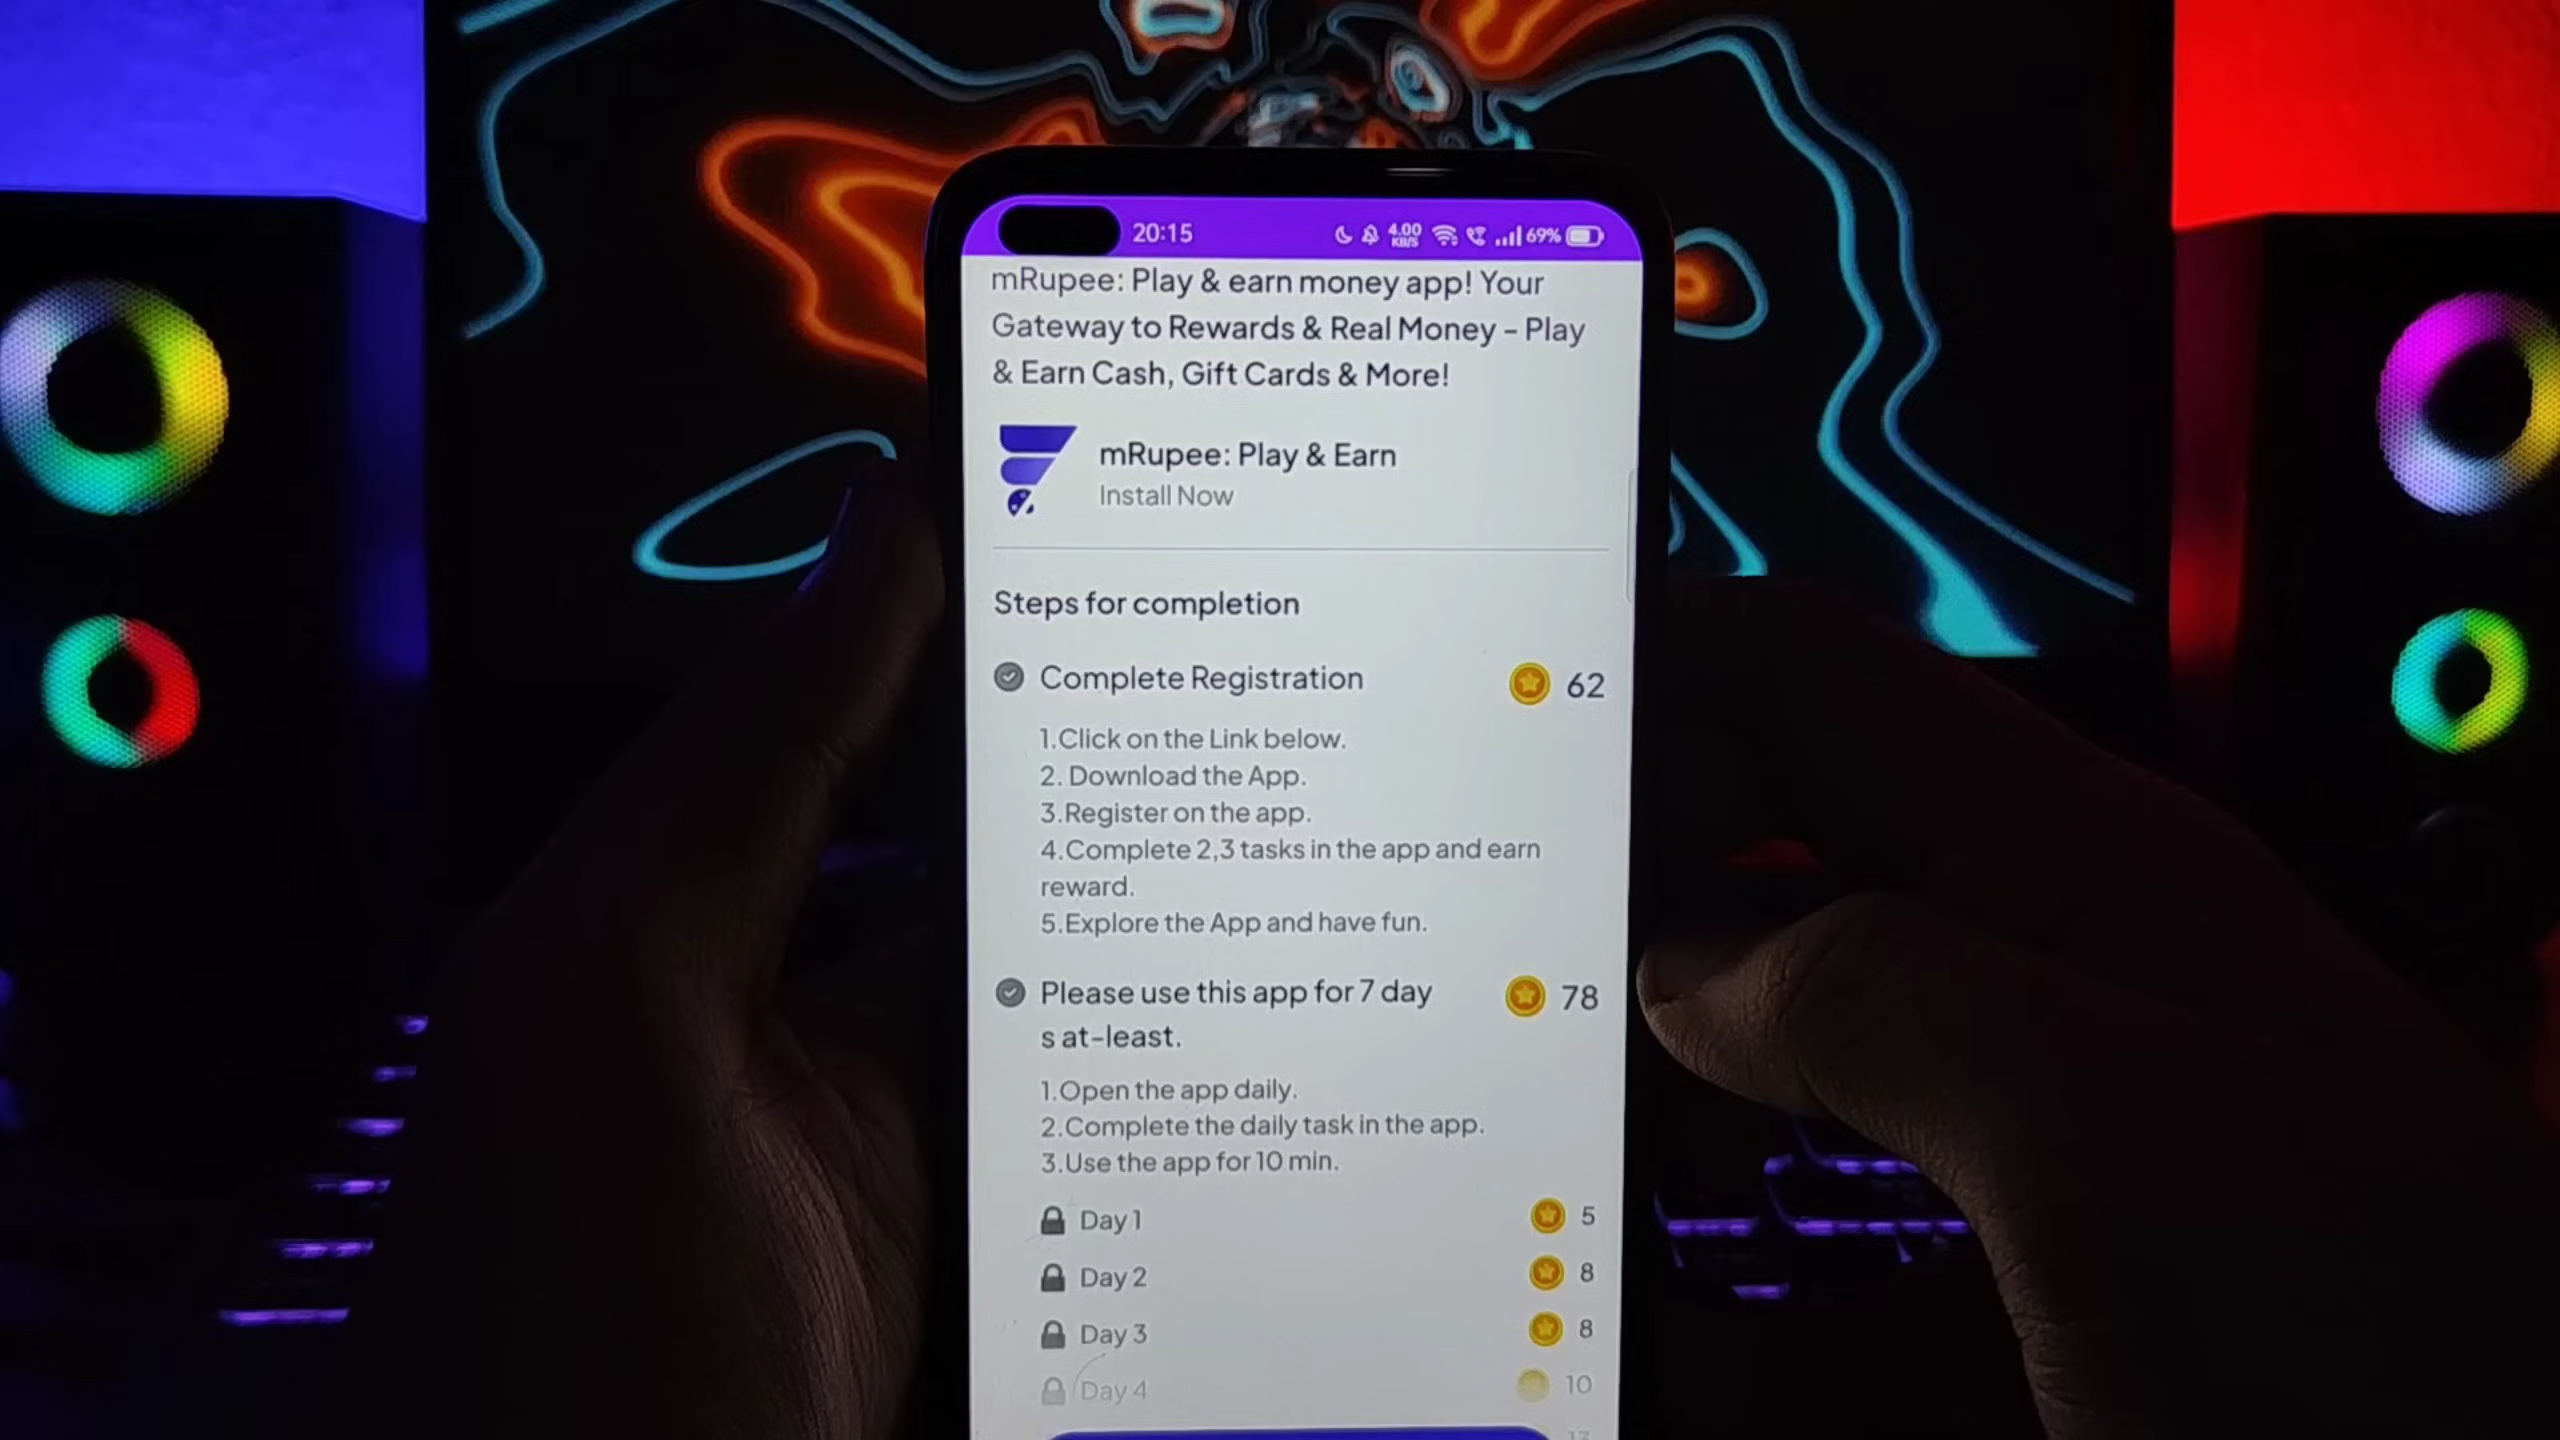 20:15 4.00 KB/S 69%
mRupee: Play & earn money app! Your
Gateway to Rewards & Real Money – Play
& Earn Cash, Gift Cards & More!
mRupee: Play & Earn
Install Now
Steps for completion
Complete Registration 62
1.Click on the Link below.
2. Download the App.
3.Register on the app.
4.Complete 2,3 tasks in the app and earn
reward.
5.Explore the App and have fun.
Please use this app for 7 day 78
s at-least.
1.Open the app daily.
2.Complete the daily task in the app.
3.Use the app for 10 min.
Day 1 5
Day 2 8
Day 3 8
Day 4 10